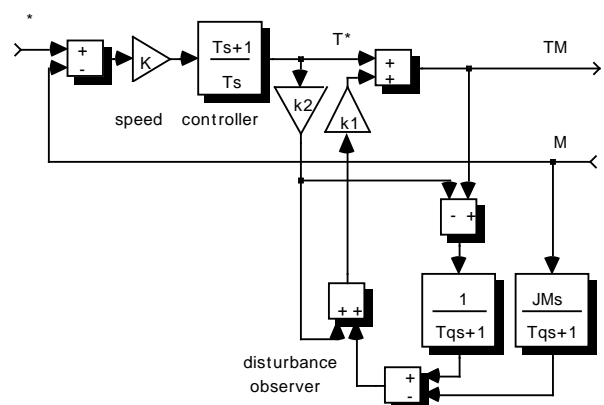 *
T*
TM
+
-
K
Ts+1
Ts
+
+
k2
k1
speed controller
M
- +
+ +
1
Tqs+1
JMs
Tqs+1
disturbance
observer
+
-